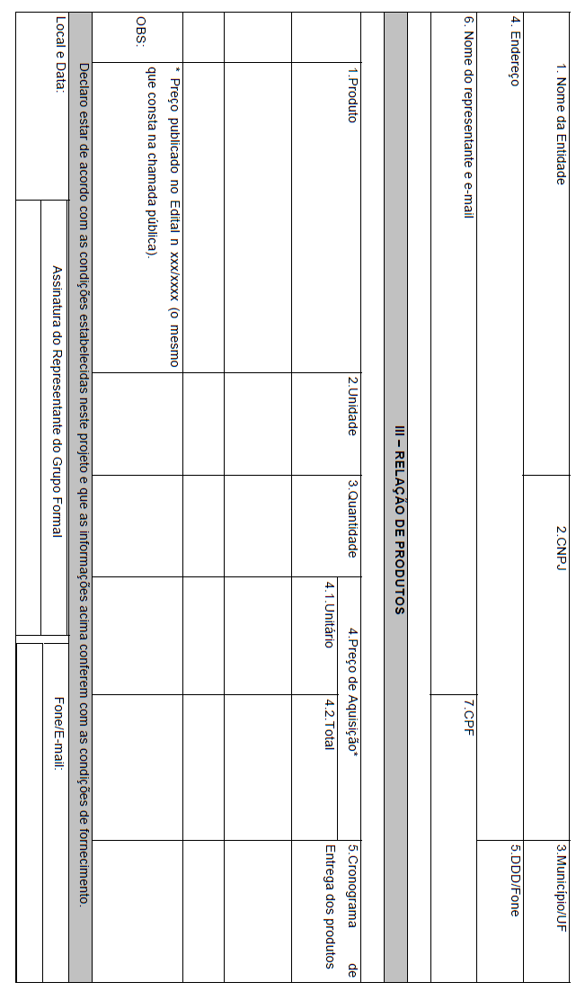 1. Nome da Entidade
2.CNPJ
3.Município/UF
4. Endereço
5.DDD/Fone
6. Nome do representante e e-mail
7.CPF
III – RELAÇÃO DE PRODUTOS
1.Produto
2.Unidade
3.Quantidade
4.Preço de Aquisição*
5.Cronograma de
Entrega dos produtos
4.1.Unitário
4.2.Total
OBS:
* Preço publicado no Edital n xxx/xxxx (o mesmo
que consta na chamada pública).
Declaro estar de acordo com as condições estabelecidas neste projeto e que as informações acima conferem com as condições de fornecimento.
Local e Data:
Assinatura do Representante do Grupo Formal
Fone/E-mail: